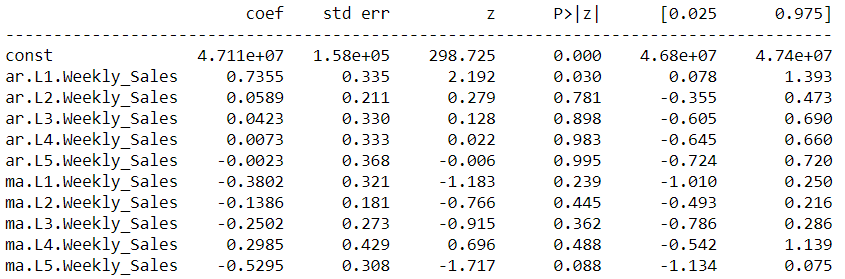 coef std err z P>|z| [0.025 0.975]
const 4.711e+07 1.58e+05 298.725 0.000 4.68e+07 4.74e+07
ar.L1.Weekly_Sales 0.7355 0.335 2.192 0.030 0.078 1.393
ar.L2.Weekly_Sales 0.0589 0.211 0.279 0.781 -0.355 0.473
ar.L3.Weekly_Sales 0.0423 0.330 0.128 0.898 -0.605 0.690
ar.L4.Weekly_Sales 0.0073 0.333 0.022 0.983 -0.645 0.660
ar.L5.Weekly_Sales -0.0023 0.368 -0.006 0.995 -0.724 0.720
ma.L1.Weekly_Sales -0.3802 0.321 -1.183 0.239 -1.010 0.250
ma.L2.Weekly_Sales -0.1386 0.181 -0.766 0.445 -0.493 0.216
ma.L3.Weekly_Sales -0.2502 0.273 -0.915 0.362 -0.786 0.286
ma.L4.Weekly_Sales 0.2985 0.429 0.696 0.488 -0.542 1.139
ma.L5.Weekly_Sales -0.5295 0.308 -1.717 0.088 -1.134 0.075